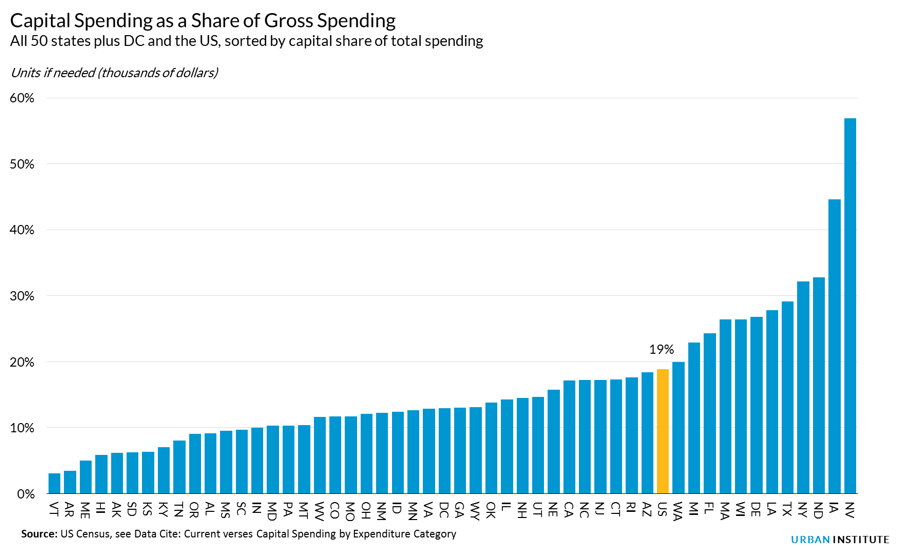 Capital Spending as a Share of Gross Spending
All 50 states plus DC and the US, sorted by capital share of total spending
Units if needed (thousands of dollars)
60%
50%
40%
30%
20%
10%
0%
19%
VT AR ME HI AK SD KS KY TN OR AL MS SC IN MD PA MT WV CO MO OH NM ID MN VA DC GA WY OK IL NH UT NE CA NC NJ CT RI AZ US WA MI FL MA WI DE LA TX NY ND IA NV
Source: US Census, see Data Cite: Current verses Capital Spending by Expenditure Category
URBAN INSTITUTE